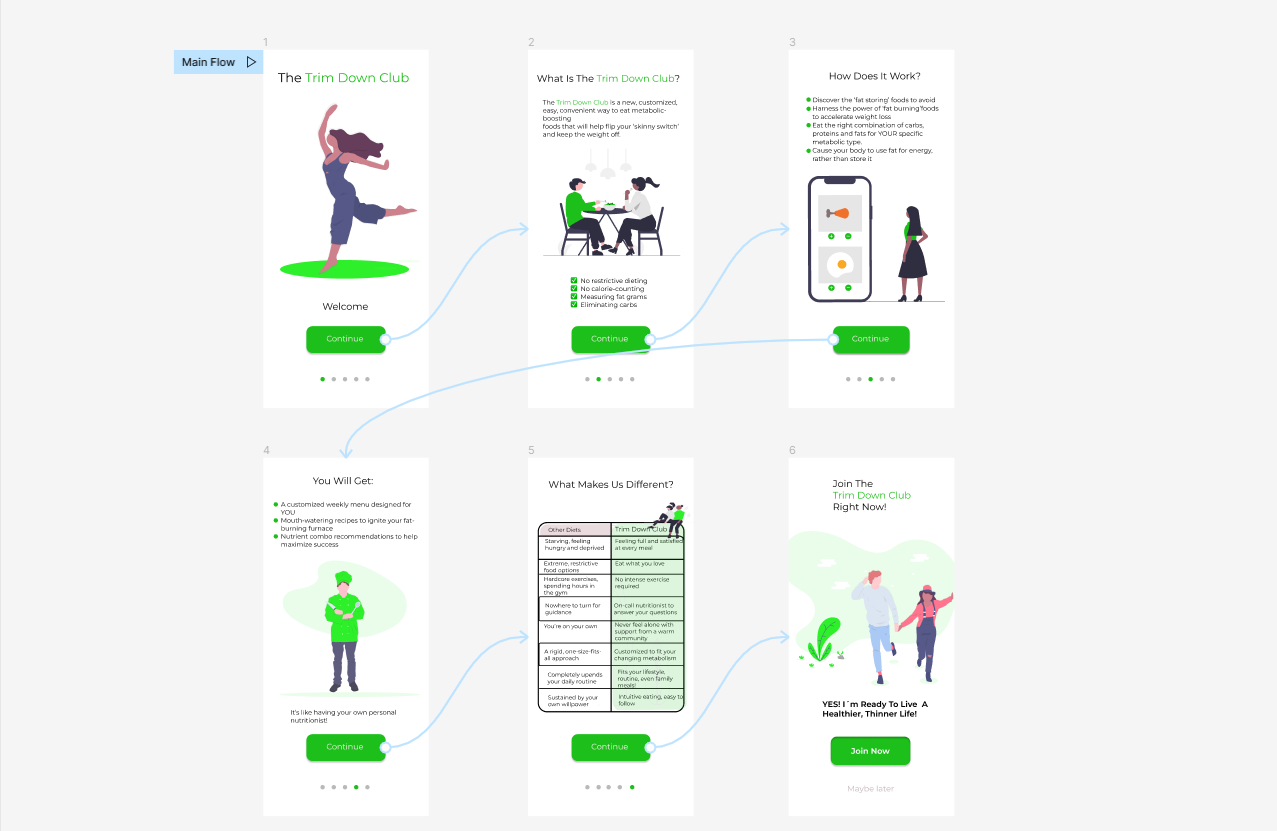 Main Flow
1
The Trim Down Club
Welcome
Continue
2
What Is The Trim Down Club?
The Trim Down Club is a new, customized,
easy, convenient way to eat metabolic-
boosting
foods that will help flip your 'skinny switch'
and keep the weight off.
No restrictive dieting
No calorie-counting
Measuring fat grams
Eliminating carbs
Continue
3
How Does It Work?
Discover the 'fat storing' foods to avoid
Harness the power of 'fat burning'foods
to accelerate weight loss
Eat the right combination of carbs,
proteins and fats for YOUR specific
metabolic type.
Cause your body to use fat for energy,
rather than store it
Continue
4
You Will Get:
A customized weekly menu designed for
YOU
Mouth-watering recipes to ignite your fat-
burning furnace
Nutrient combo recommendations to help
maximize success
It's like having your own personal
nutritionist!
Continue
5
What Makes Us Different?
Other Diets
Trim Down Club
Starving, feeling
hungry and deprived
Feeling full and satisfied
at every meal
Extreme, restrictive
food options
Eat what you love
Hardcore exercises,
spending hours in
the gym
No intense exercise
required
Nowhere to turn for
guidance
On-call nutritionist to
answer your questions
You're on your own
Never feel alone with
support from a warm
community
A rigid, one-size-fits-
all approach
Customized to fit your
changing metabolism
Completely upends
your daily routine
Fits your lifestyle,
routine, even family
meals!
Sustained by your
own willpower
Intuitive eating, easy to
follow
Continue
6
Join The
Trim Down Club
Right Now!
YES! I´m Ready To Live A
Healthier, Thinner Life!
Join Now
Maybe later